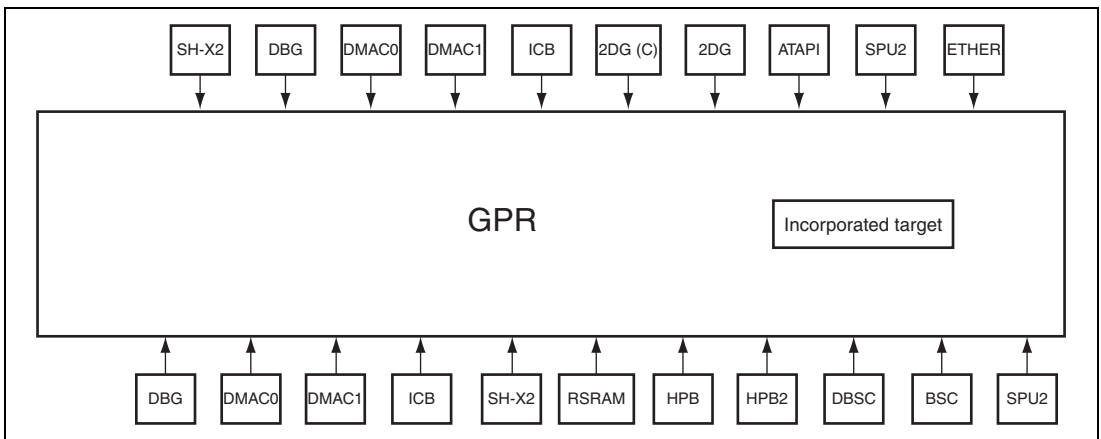 SH-X2 DBG DMAC0 DMAC1 ICB 2DG (C) 2DG ATAPI SPU2 ETHER
GPR
Incorporated target
DBG DMAC0 DMAC1 ICB SH-X2 RSRAM HPB HPB2 DBSC BSC SPU2